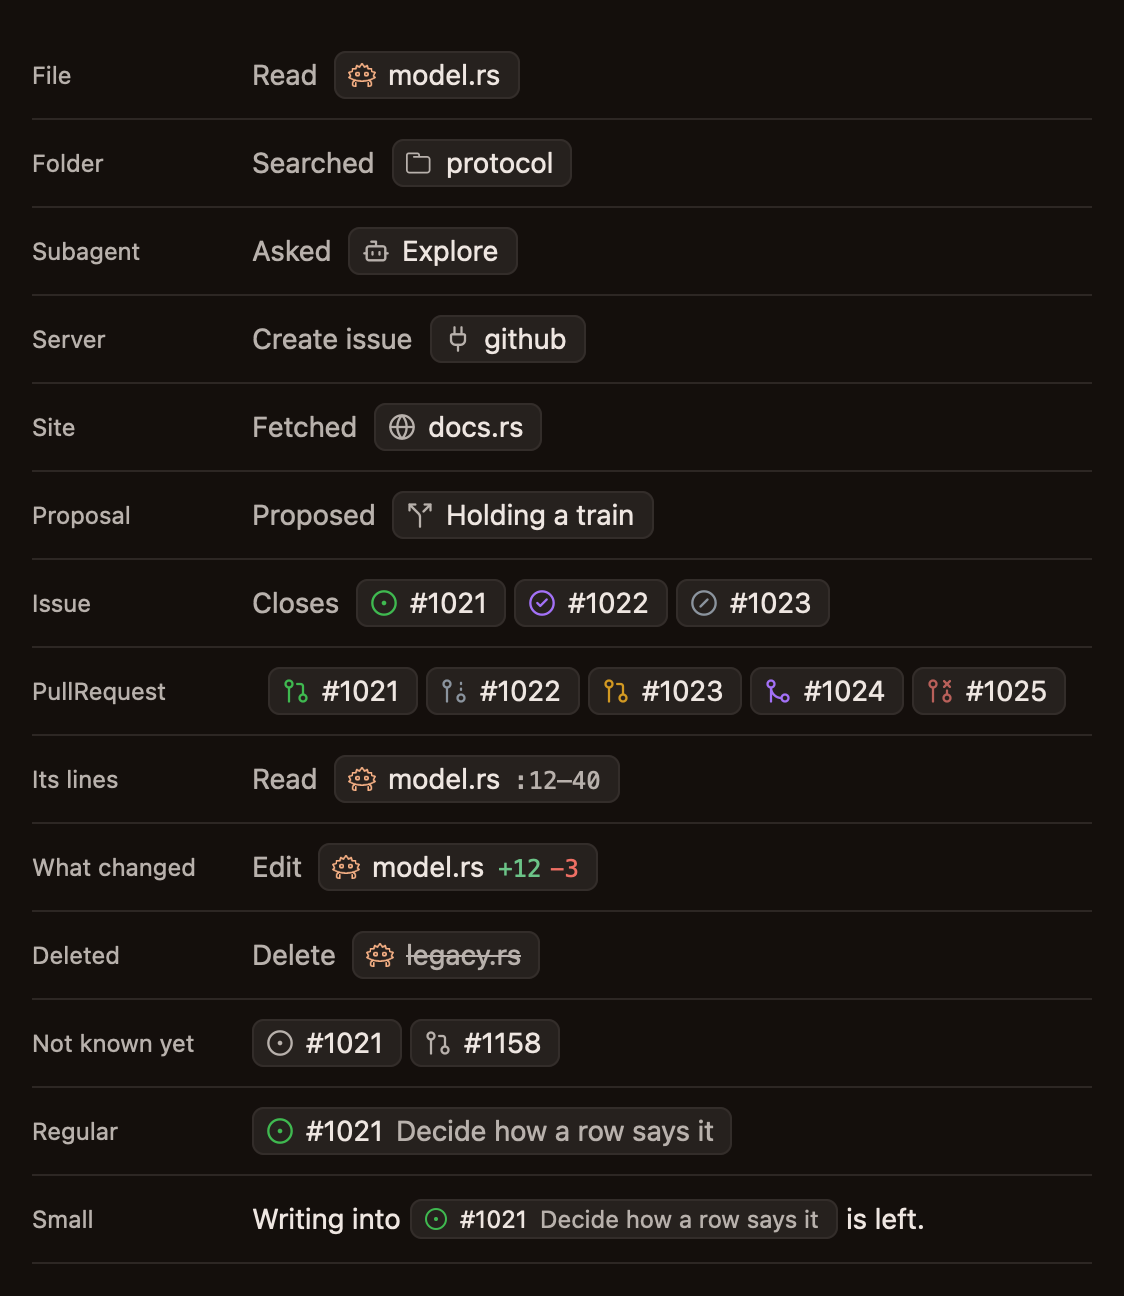 File Read model.rs
Folder Searched protocol
Subagent Asked Explore
Server Create issue github
Site Fetched docs.rs
Proposal Proposed Holding a train
Issue Closes #1021 #1022 #1023
PullRequest #1021 #1022 #1023 #1024 #1025
Its lines Read model.rs :12–40
What changed Edit model.rs +12 −3
Deleted Delete legacy.rs
Not known yet #1021 #1158
Regular #1021 Decide how a row says it
Small Writing into #1021 Decide how a row says it is left.